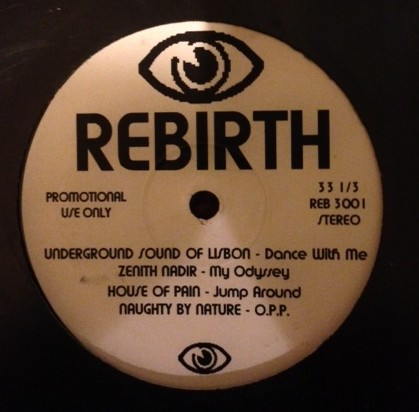 REBIRTH
PROMOTIONAL
USE ONLY
33 1/3
REB 3001
STEREO
UNDERGROUND SOUND OF LISBON - Dance With Me
ZENITH NADIR - My Odyssey
HOUSE OF PAIN - Jump Around
NAUGHTY BY NATURE - O.P.P.